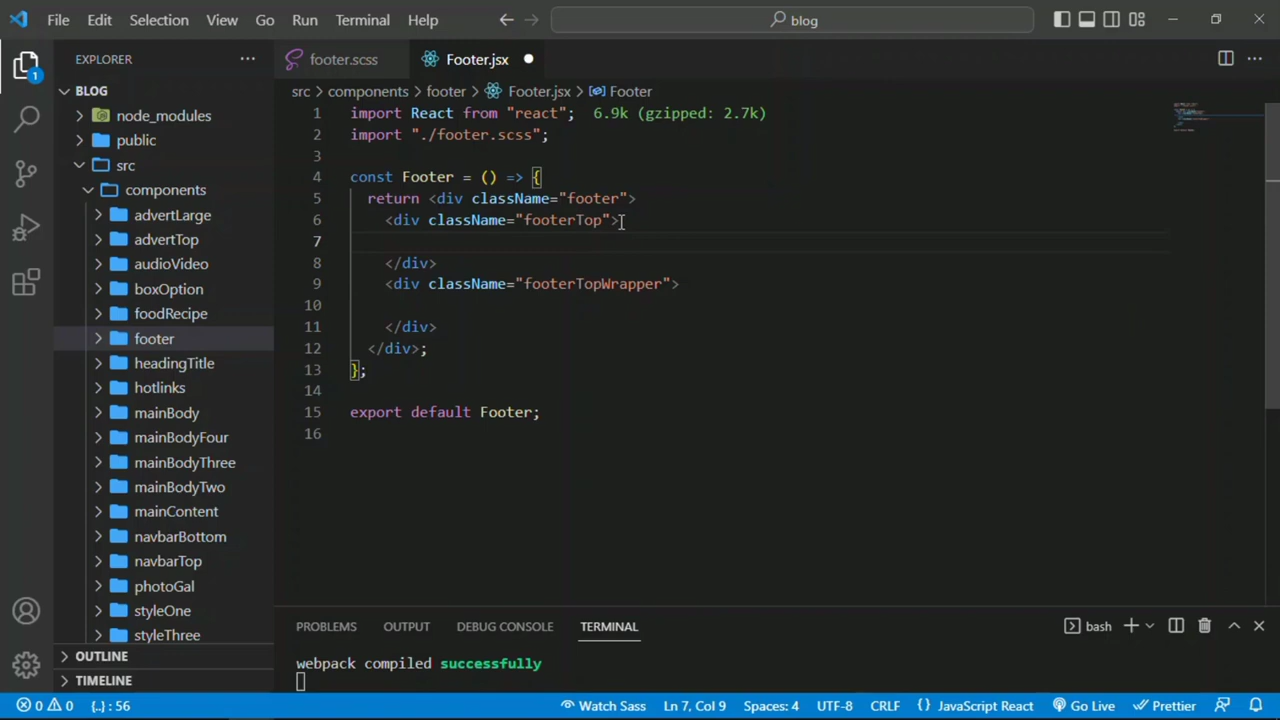 File Edit Selection View Go Run Terminal Help blog
EXPLORER ... footer.scss Footer.jsx
BLOG
node_modules
public
src
components
advertLarge
advertTop
audioVideo
boxOption
foodRecipe
footer
headingTitle
hotlinks
mainBody
mainBodyFour
mainBodyThree
mainBodyTwo
mainContent
navbarBottom
navbarTop
photoGal
styleOne
styleThree
OUTLINE
TIMELINE
1
src > components > footer > Footer.jsx > Footer
1 import React from "react"; 6.9k (gzipped: 2.7k)
2 import "./footer.scss";
3
4 const Footer = () => {
5 return <div className="footer">
6 <div className="footerTop">
7
8 </div>
9 <div className="footerTopWrapper">
10
11 </div>
12 </div>;
13 };
14
15 export default Footer;
16
PROBLEMS OUTPUT DEBUG CONSOLE TERMINAL bash
webpack compiled successfully
0 0 {..} : 56 Watch Sass Ln 7, Col 9 Spaces: 4 UTF-8 CRLF {} JavaScript React Go Live Prettier